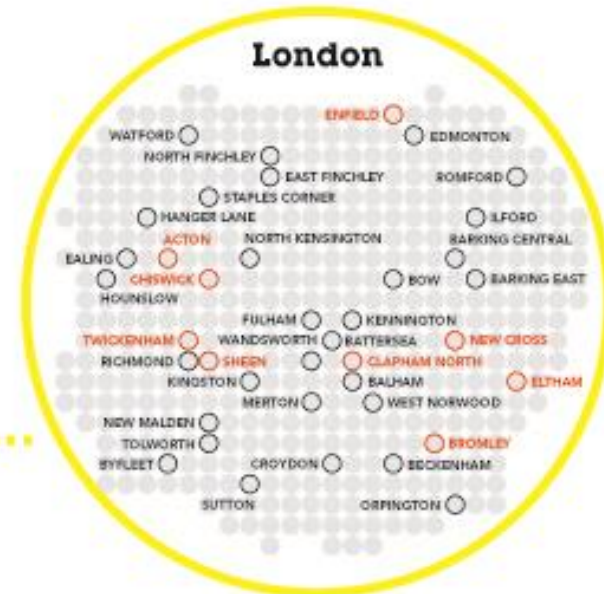 London
ENFIELD
WATFORD
EDMONTON
NORTH FINCHLEY
EAST FINCHLEY
ROMFORD
STAPLES CORNER
HANGER LANE
ILFORD
ACTON
NORTH KENSINGTON
BARKING CENTRAL
EALING
CHISWICK
BOW
BARKING EAST
HOUNSLOW
FULHAM
KENNINGTON
TWICKENHAM
WANDSWORTH
BATTERSEA
NEW CROSS
RICHMOND
SHEEN
CLAPHAM NORTH
KINGSTON
BALHAM
ELTHAM
MERTON
WEST NORWOOD
NEW MALDEN
TOLWORTH
BROMLEY
BYFLEET
CROYDON
BECKENHAM
SUTTON
ORPINGTON